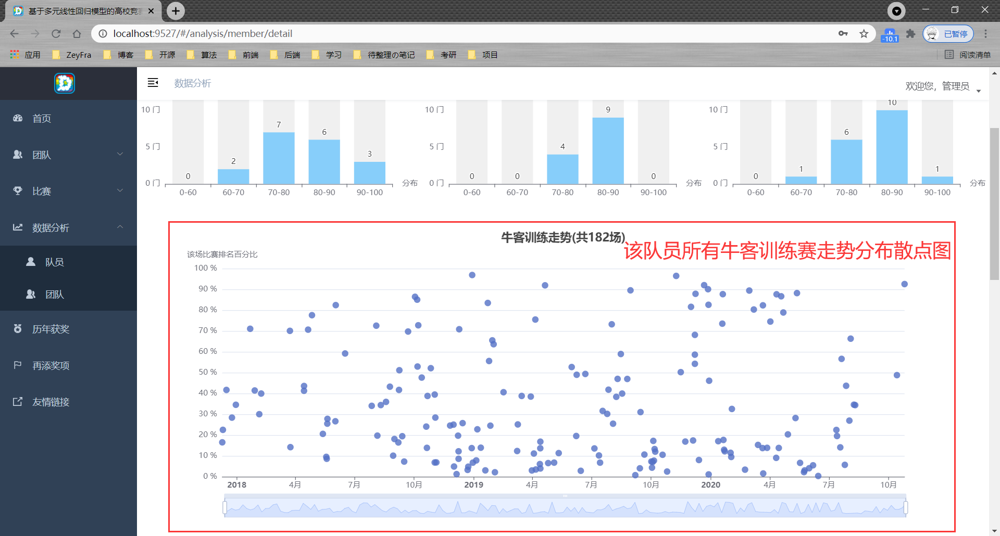 基于多元线性回归模型的高校竞赛
localhost:9527/#/analysis/member/detail
-10.1
已暂停
应用 ZeyFra 博客 开源 算法 前端 后端 学习 待整理の笔记 考研 项目 阅读清单
数据分析
欢迎您，管理员
首页
团队
比赛
数据分析
队员
团队
历年获奖
再添奖项
友情链接
10 门
5 门
0 门
0 2 7 6 3
0-60 60-70 70-80 80-90 90-100
分布
10 门
5 门
0 门
0 0 4 9 0
0-60 60-70 70-80 80-90 90-100
分布
10 门
5 门
0 门
0 1 6 10 1
0-60 60-70 70-80 80-90 90-100
分布
牛客训练走势(共182场)
该队员所有牛客训练赛走势分布散点图
该场比赛排名百分比
100 %
90 %
80 %
70 %
60 %
50 %
40 %
30 %
20 %
10 %
0 %
2018 4月 7月 10月 2019 4月 7月 10月 2020 4月 7月 10月